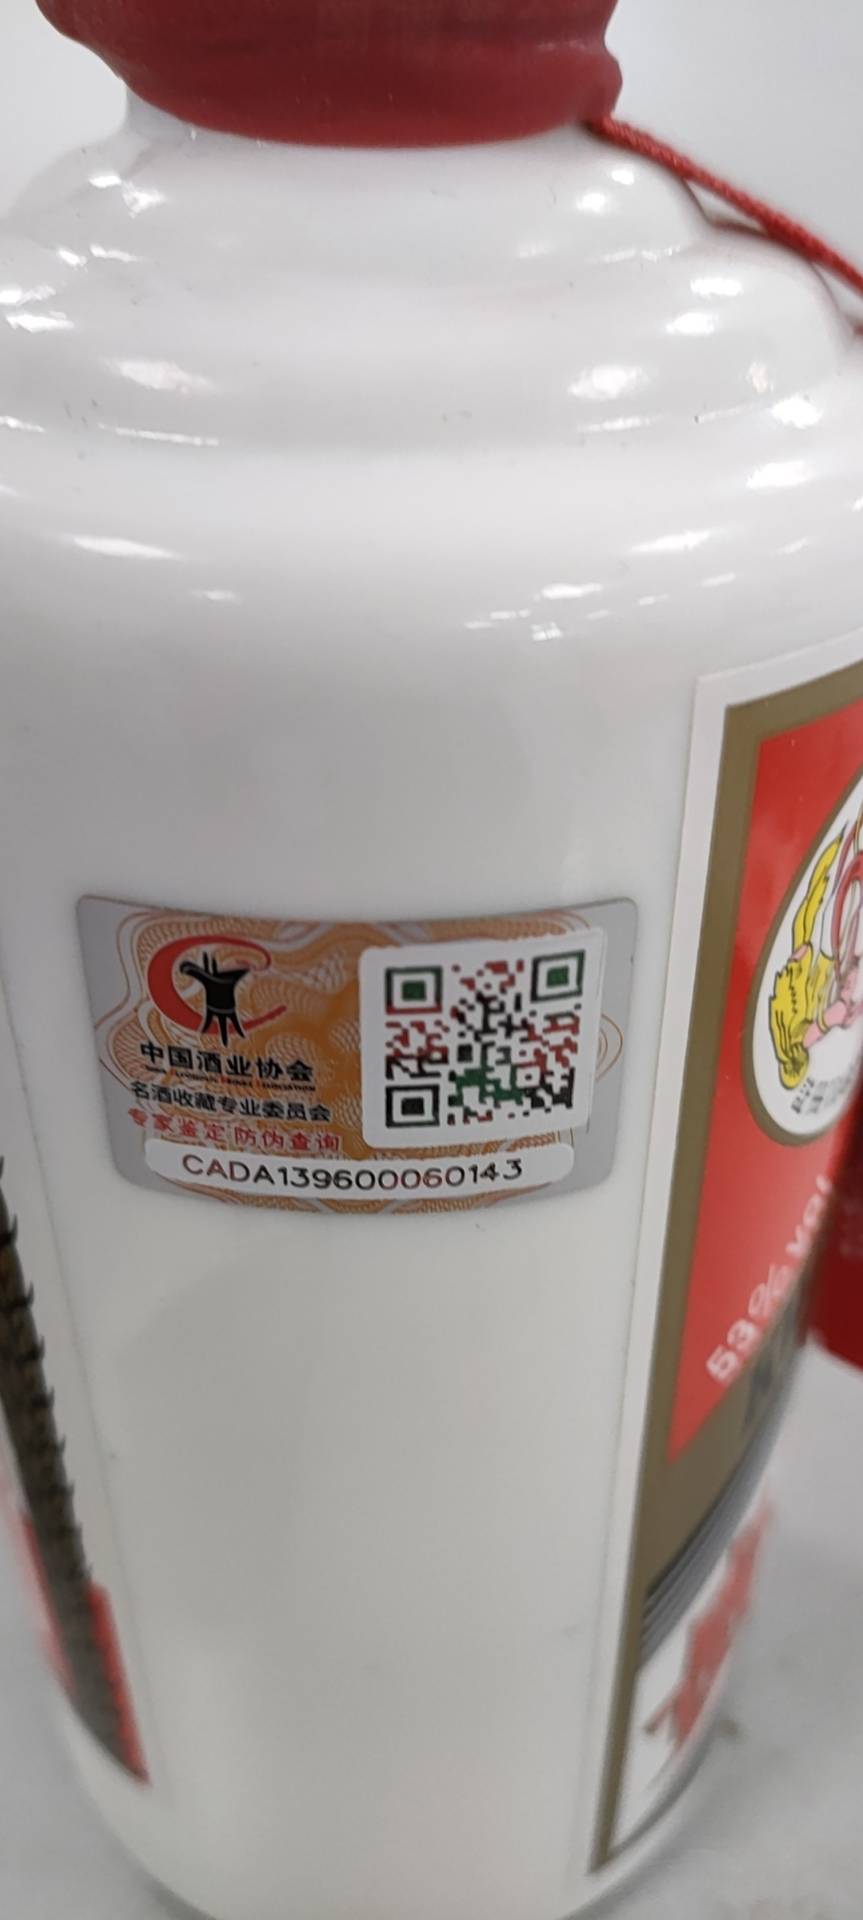 中国酒业协会
名酒收藏专业委员会
专家鉴定 防伪查询
CADA139600060143
53% vol